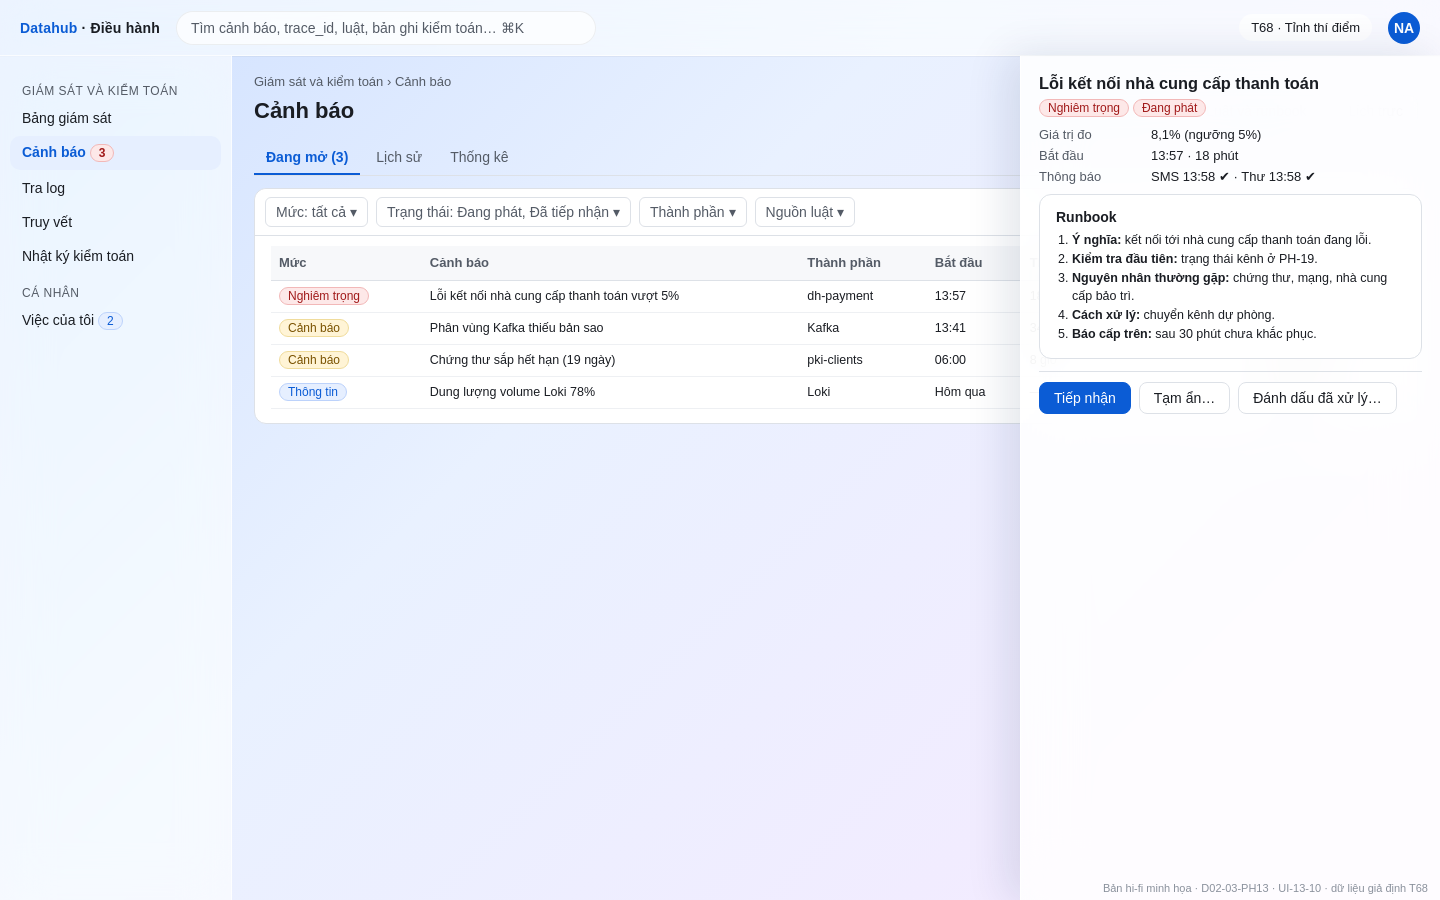 Datahub · Điều hành
Tìm cảnh báo, trace_id, luật, bản ghi kiểm toán… ⌘K
T68 · Tỉnh thí điểm
NA
GIÁM SÁT VÀ KIỂM TOÁN
Bảng giám sát
Cảnh báo 3
Tra log
Truy vết
Nhật ký kiểm toán
CÁ NHÂN
Việc của tôi 2
Giám sát và kiểm toán › Cảnh báo
Cảnh báo
Đang mở (3) Lịch sử Thống kê
Mức: tất cả ▾ Trạng thái: Đang phát, Đã tiếp nhận ▾ Thành phần ▾ Nguồn luật ▾
Mức Cảnh báo Thành phần Bắt đầu
Nghiêm trọng Lỗi kết nối nhà cung cấp thanh toán vượt 5% dh-payment 13:57
Cảnh báo Phân vùng Kafka thiếu bản sao Kafka 13:41
Cảnh báo Chứng thư sắp hết hạn (19 ngày) pki-clients 06:00
Thông tin Dung lượng volume Loki 78% Loki Hôm qua
Lỗi kết nối nhà cung cấp thanh toán
Nghiêm trọng Đang phát
Giá trị đo 8,1% (ngưỡng 5%)
Bắt đầu 13:57 · 18 phút
Thông báo SMS 13:58 ✔ · Thư 13:58 ✔
Runbook
1. Ý nghĩa: kết nối tới nhà cung cấp thanh toán đang lỗi.
2. Kiểm tra đầu tiên: trạng thái kênh ở PH-19.
3. Nguyên nhân thường gặp: chứng thư, mạng, nhà cung
cấp bảo trì.
4. Cách xử lý: chuyển kênh dự phòng.
5. Báo cấp trên: sau 30 phút chưa khắc phục.
Tiếp nhận Tạm ẩn… Đánh dấu đã xử lý…
Bản hi-fi minh họa · D02-03-PH13 · UI-13-10 · dữ liệu giả định T68